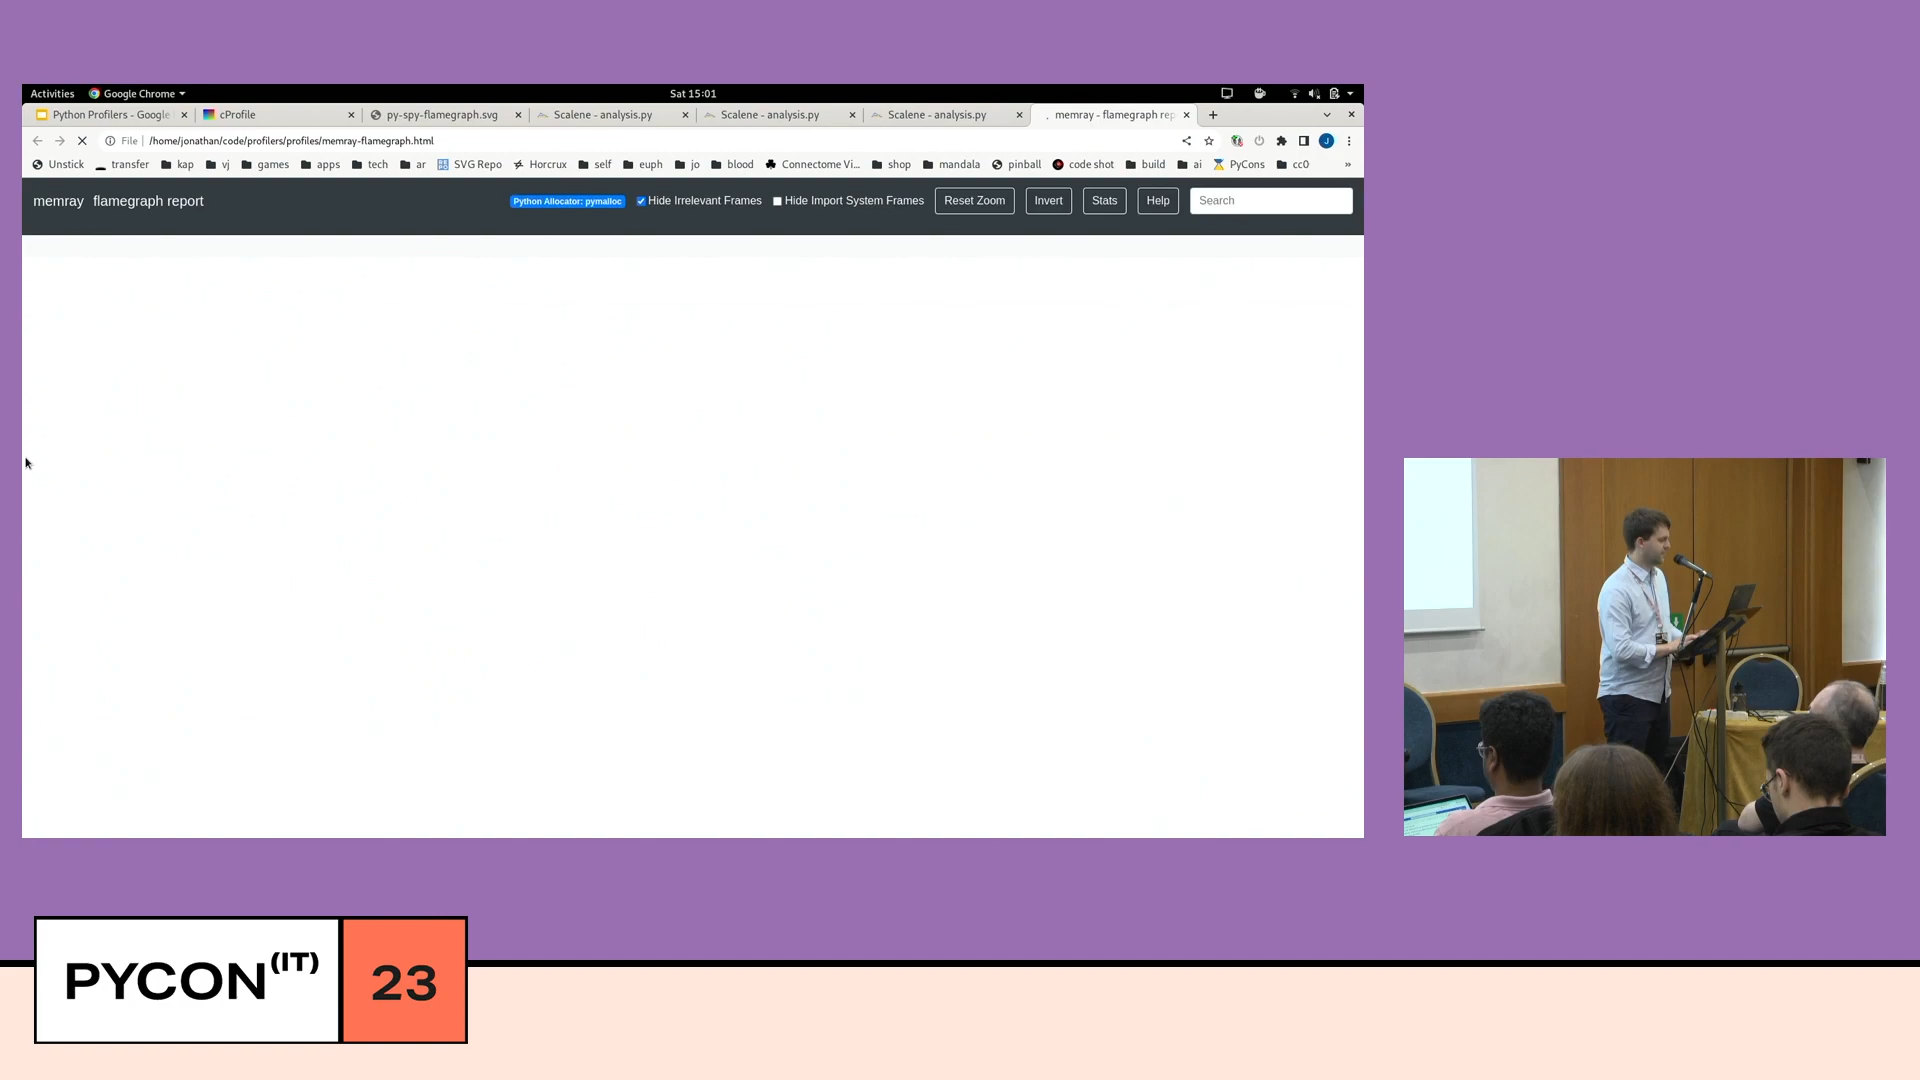 Activities Google Chrome Sat 15:01
Python Profilers - Google cProfile py-spy-flamegraph.svg Scalene - analysis.py Scalene - analysis.py Scalene - analysis.py memray - flamegraph rep
File /home/jonathan/code/profilers/profiles/memray-flamegraph.html J
Unstick transfer kap vj games apps tech ar SVG Repo Horcrux self euph jo blood Connectome Vi... shop mandala pinball code shot build ai PyCons cc0 »
memray flamegraph report Python Allocator: pymalloc Hide Irrelevant Frames Hide Import System Frames Reset Zoom Invert Stats Help Search
PYCON(IT) 23